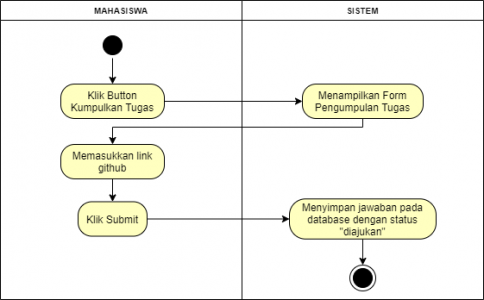 MAHASISWA
SISTEM
Klik Button
Kumpulkan Tugas
Menampilkan Form
Pengumpulan Tugas
Memasukkan link
github
Klik Submit
Menyimpan jawaban pada
database dengan status
"diajukan"